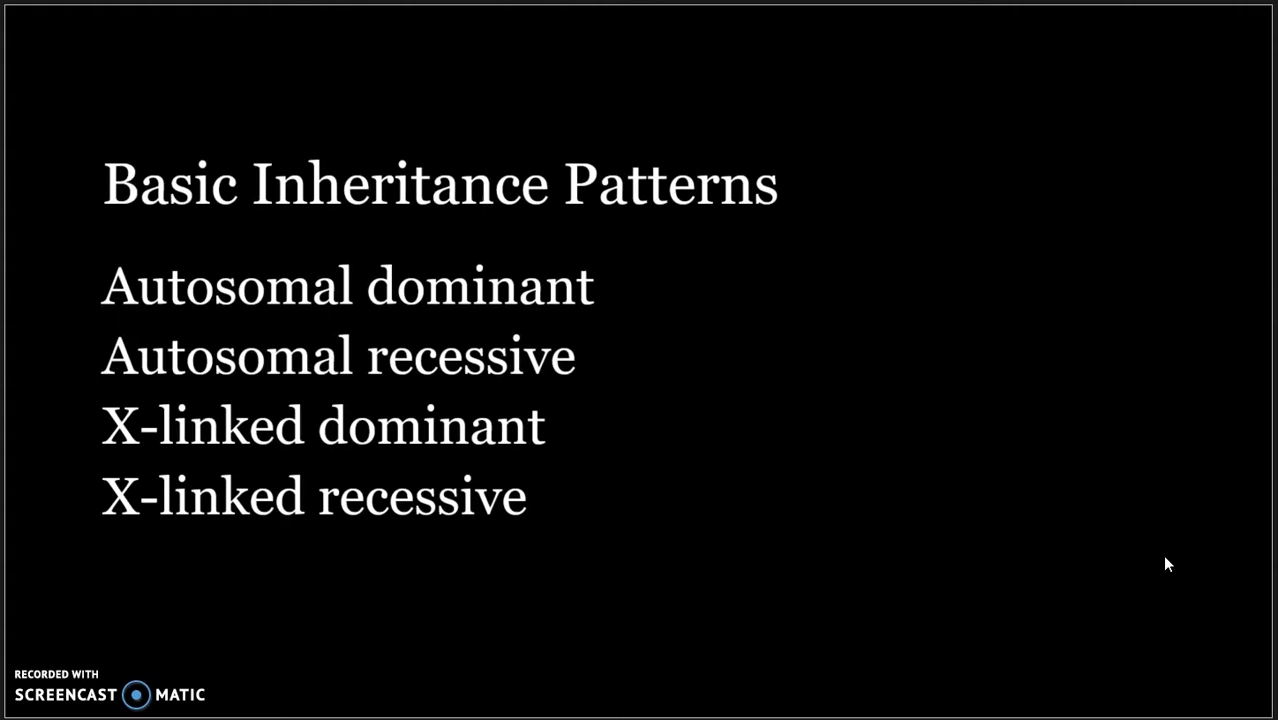 Basic Inheritance Patterns
Autosomal dominant
Autosomal recessive
X-linked dominant
X-linked recessive
RECORDED WITH
SCREENCAST MATIC